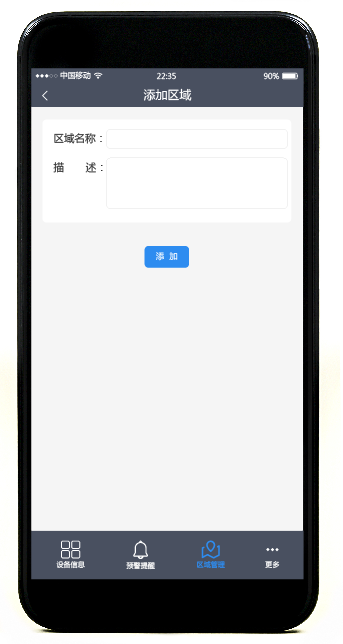 中国移动 22:35 90%
添加区域
区域名称：
描 述：
添 加
设备信息 预警提醒 区域管理 更多